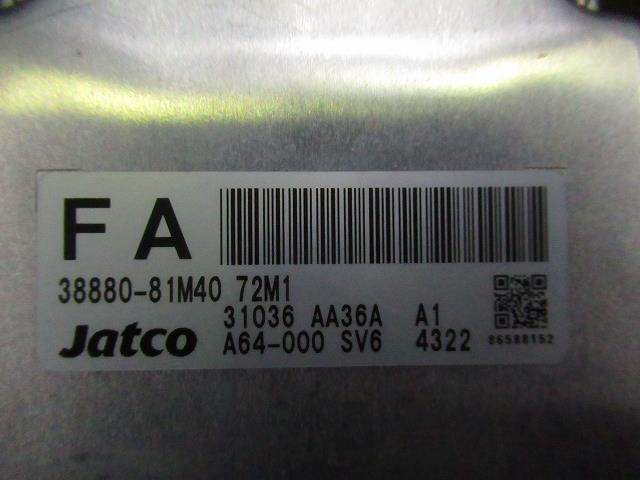 FA
38880-81M40 72M1
31036 AA36A A1
Jatco A64-000 SV6 4322
86588152